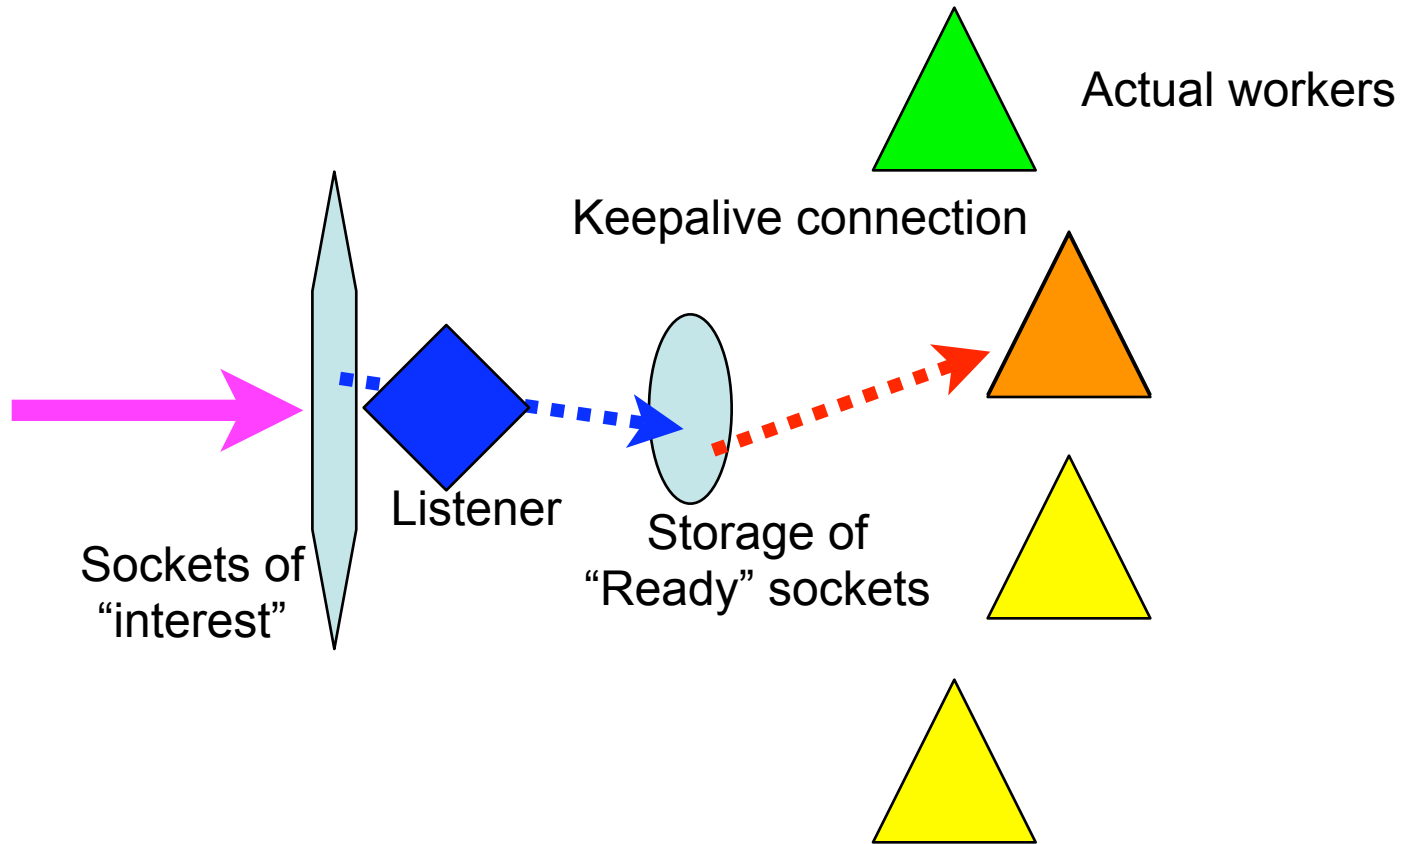 Actual workers
Keepalive connection
Listener
Storage of
“Ready” sockets
Sockets of
“interest”